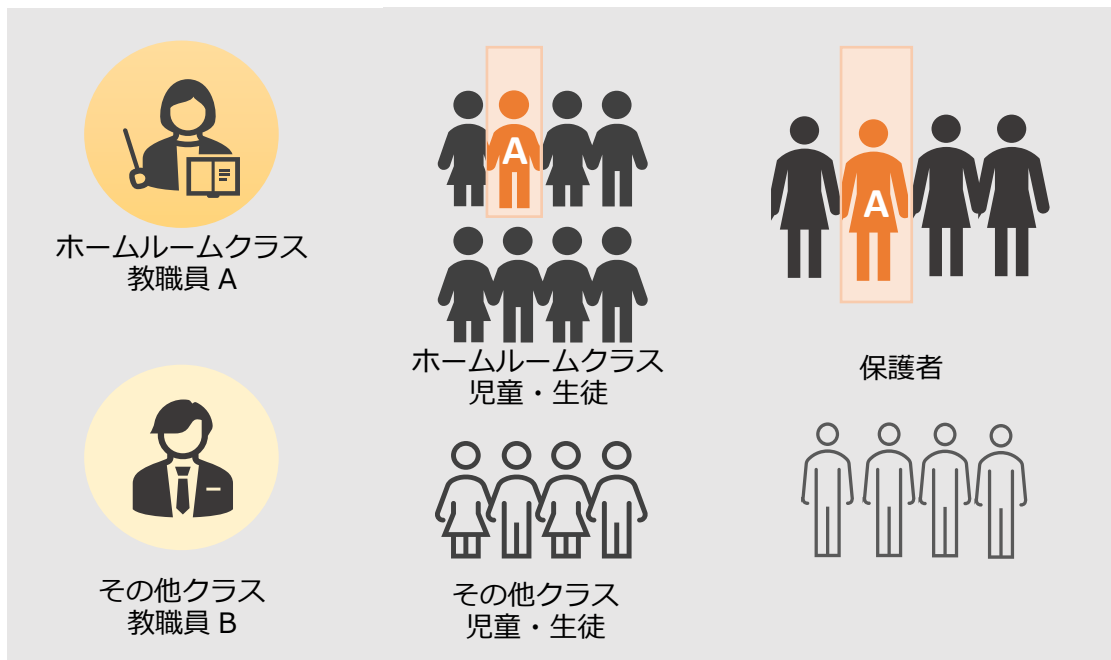 A
A
ホームルームクラス
教職員 A
ホームルームクラス
児童・生徒
保護者
その他クラス
教職員 B
その他クラス
児童・生徒